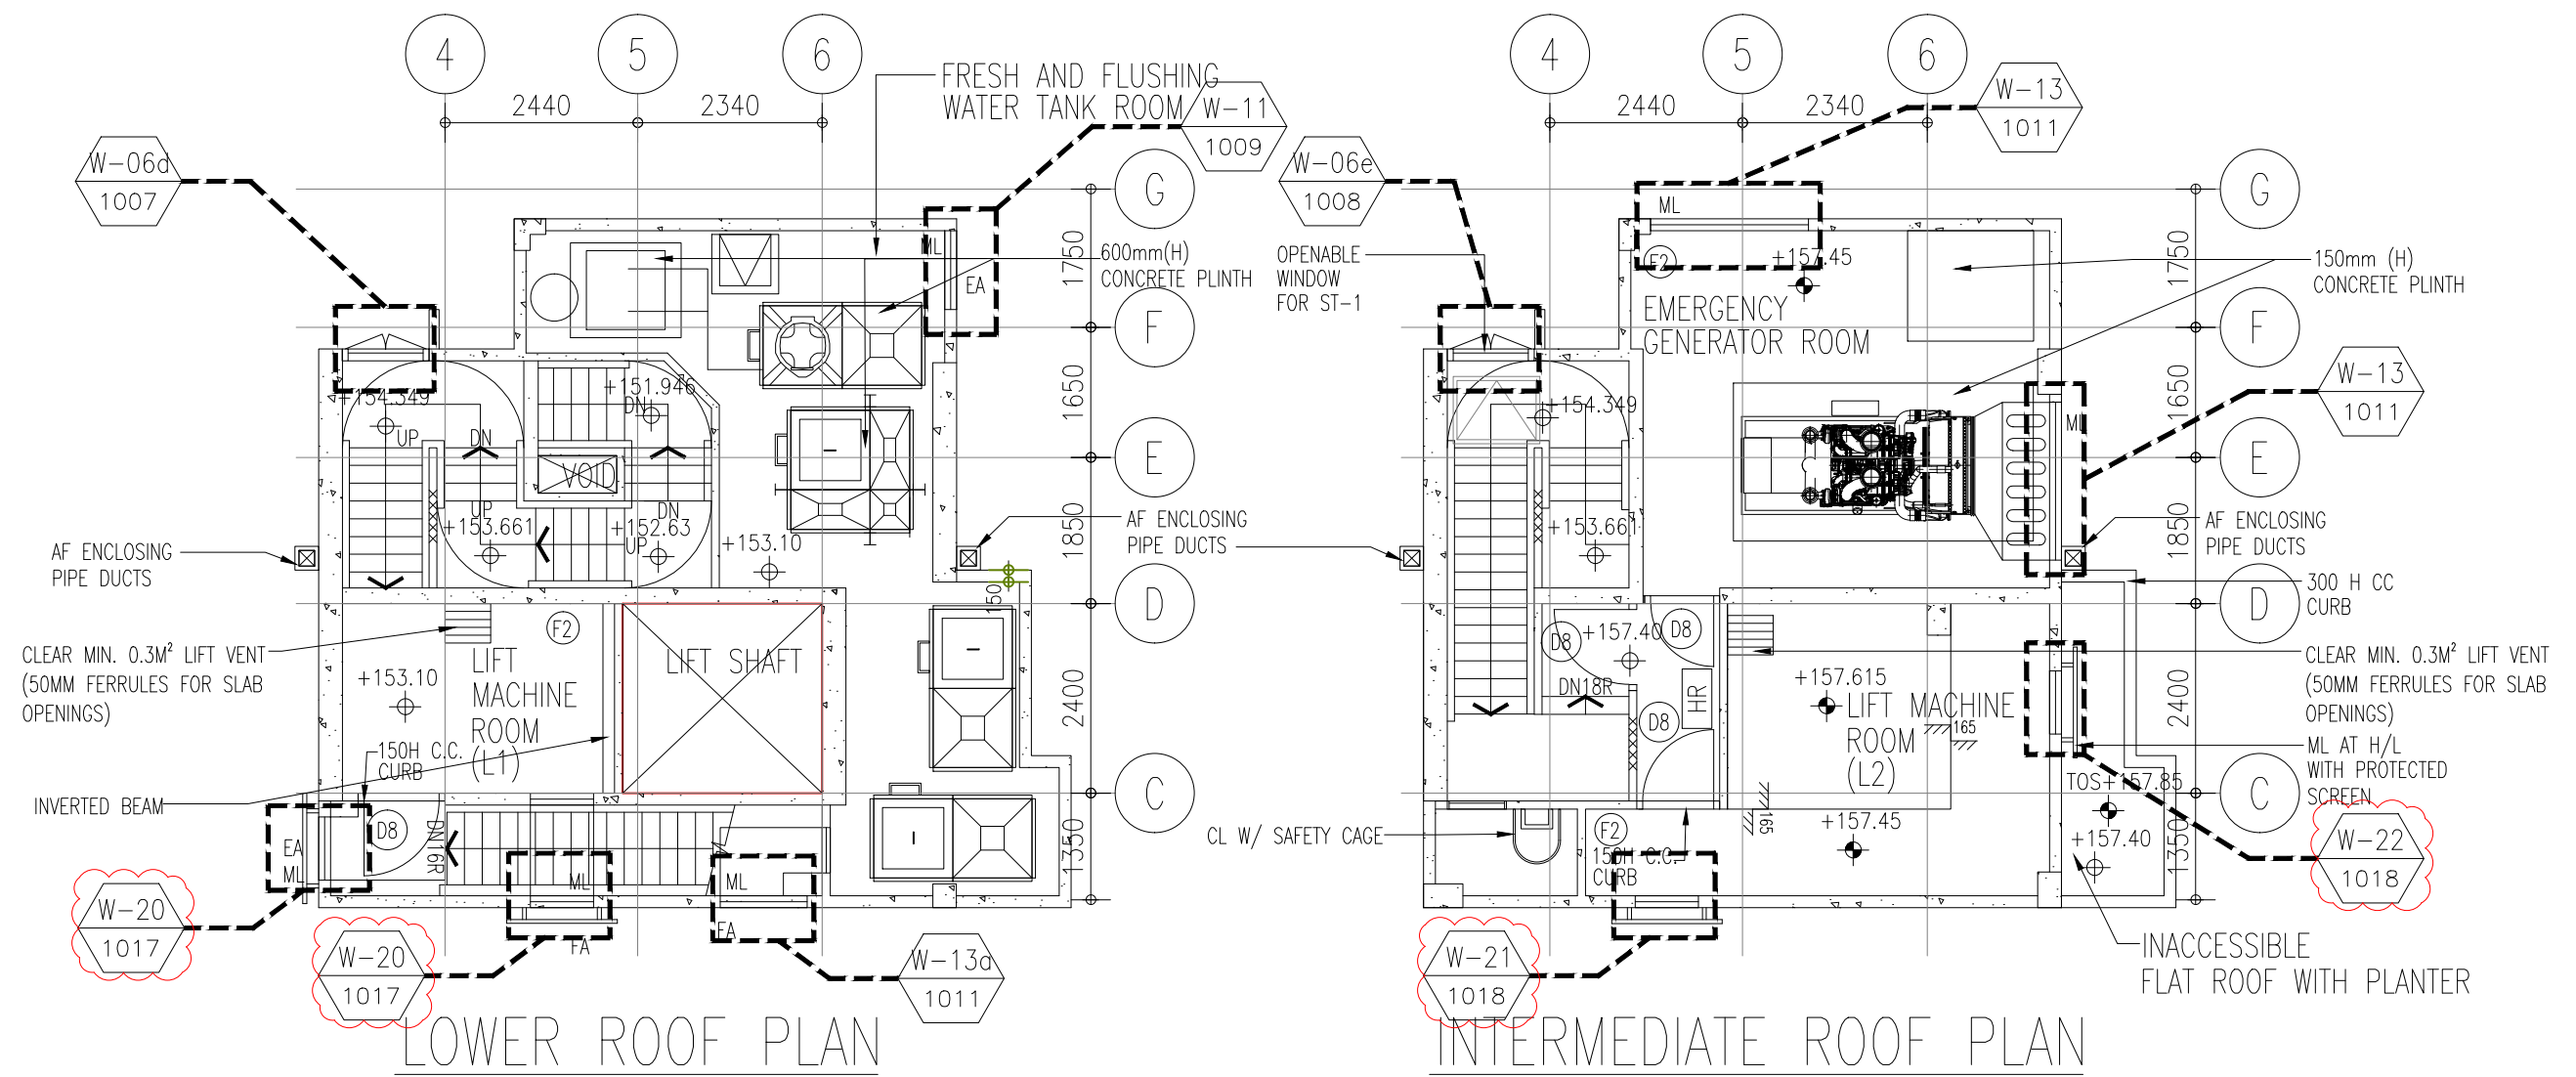 4
5
6
2440
2340
FRESH AND FLUSHING
WATER TANK ROOM
W-11
1009
W-06d
1007
G
1750
F
1650
E
1850
D
2400
C
1350
ML
EA
600mm(H)
CONCRETE PLINTH
+154.349
+151.946
DN
UP
DN
VOID
UP
DN
+153.661
+152.63
UP
+153.10
AF ENCLOSING
PIPE DUCTS
AF ENCLOSING
PIPE DUCTS
150
F2
CLEAR MIN. 0.3M² LIFT VENT
(50MM FERRULES FOR SLAB
OPENINGS)
LIFT
MACHINE
ROOM
(L1)
LIFT SHAFT
+153.10
150H C.C.
CURB
INVERTED BEAM
D8
DN16R
EA
ML
ML
ML
FA
FA
W-20
1017
W-20
1017
W-13a
1011
LOWER ROOF PLAN
4
5
6
2440
2340
W-13
1011
W-06e
1008
G
1750
F
1650
E
1850
D
2400
C
1350
OPENABLE
WINDOW
FOR ST-1
ML
F2
+157.45
EMERGENCY
GENERATOR ROOM
150mm (H)
CONCRETE PLINTH
W-13
1011
ML
+154.349
+153.661
AF ENCLOSING
PIPE DUCTS
300 H CC
CURB
D8
+157.40
D8
DN18R
D8
HR
+157.615
LIFT MACHINE
ROOM
(L2)
165
165
CLEAR MIN. 0.3M² LIFT VENT
(50MM FERRULES FOR SLAB
OPENINGS)
ML AT H/L
WITH PROTECTED
SCREEN
TOS+157.85
+157.45
+157.40
CL W/ SAFETY CAGE
F2
150H C.C.
CURB
W-22
1018
W-21
1018
INACCESSIBLE
FLAT ROOF WITH PLANTER
INTERMEDIATE ROOF PLAN